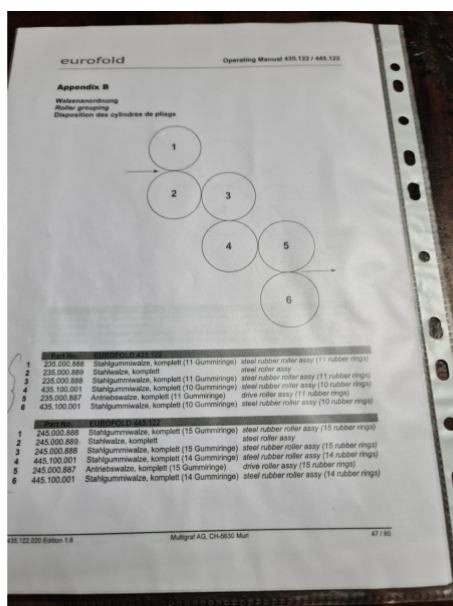 eurofold Operating Manual 435.122 / 445.122
Appendix B
Walzenanordnung
Roller grouping
Disposition des cylindres de pliage
1
2
3
4
5
6
Part No. EUROFOLD 435.122
1 235.000.888 Stahlgummiwalze, komplett (11 Gummiringe) steel rubber roller assy (11 rubber rings)
2 235.000.889 Stahlwalze, komplett steel roller assy
3 235.000.888 Stahlgummiwalze, komplett (11 Gummiringe) steel rubber roller assy (11 rubber rings)
4 435.100.001 Stahlgummiwalze, komplett (10 Gummiringe) steel rubber roller assy (10 rubber rings)
5 235.000.887 Antriebswalze, komplett (11 Gummiringe) drive roller assy (11 rubber rings)
6 435.100.001 Stahlgummiwalze, komplett (10 Gummiringe) steel rubber roller assy (10 rubber rings)
Part No. EUROFOLD 445.122
1 245.000.888 Stahlgummiwalze, komplett (15 Gummiringe) steel rubber roller assy (15 rubber rings)
2 245.000.889 Stahlwalze, komplett steel roller assy
3 245.000.888 Stahlgummiwalze, komplett (15 Gummiringe) steel rubber roller assy (15 rubber rings)
4 445.100.001 Stahlgummiwalze, komplett (14 Gummiringe) steel rubber roller assy (14 rubber rings)
5 245.000.887 Antriebswalze, komplett (15 Gummiringe) drive roller assy (15 rubber rings)
6 445.100.001 Stahlgummiwalze, komplett (14 Gummiringe) steel rubber roller assy (14 rubber rings)
435.122.020 Edition 1.6 Multigraf AG, CH-5630 Muri 47 / 80